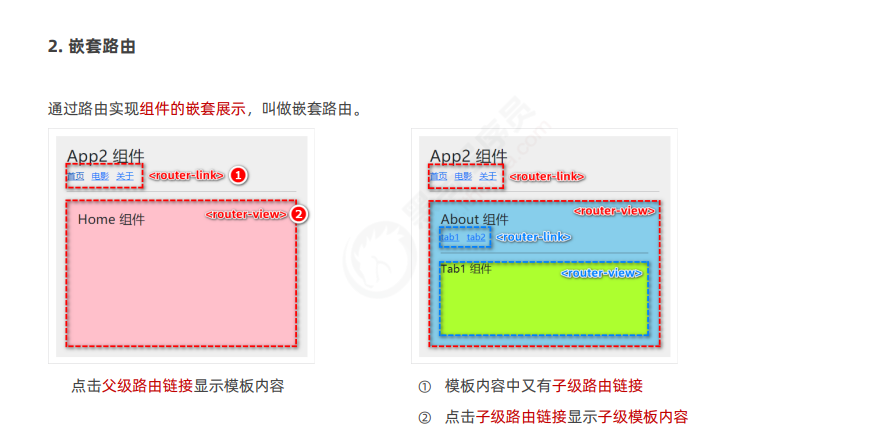 2. 嵌套路由
通过路由实现组件的嵌套展示，叫做嵌套路由。
App2 组件
首页 电影 关于 <router-link> 1
<router-view> 2
Home 组件
点击父级路由链接显示模板内容
App2 组件
首页 电影 关于 <router-link>
<router-view>
About 组件
tab1 tab2 <router-link>
Tab1 组件 <router-view>
① 模板内容中又有子级路由链接
② 点击子级路由链接显示子级模板内容